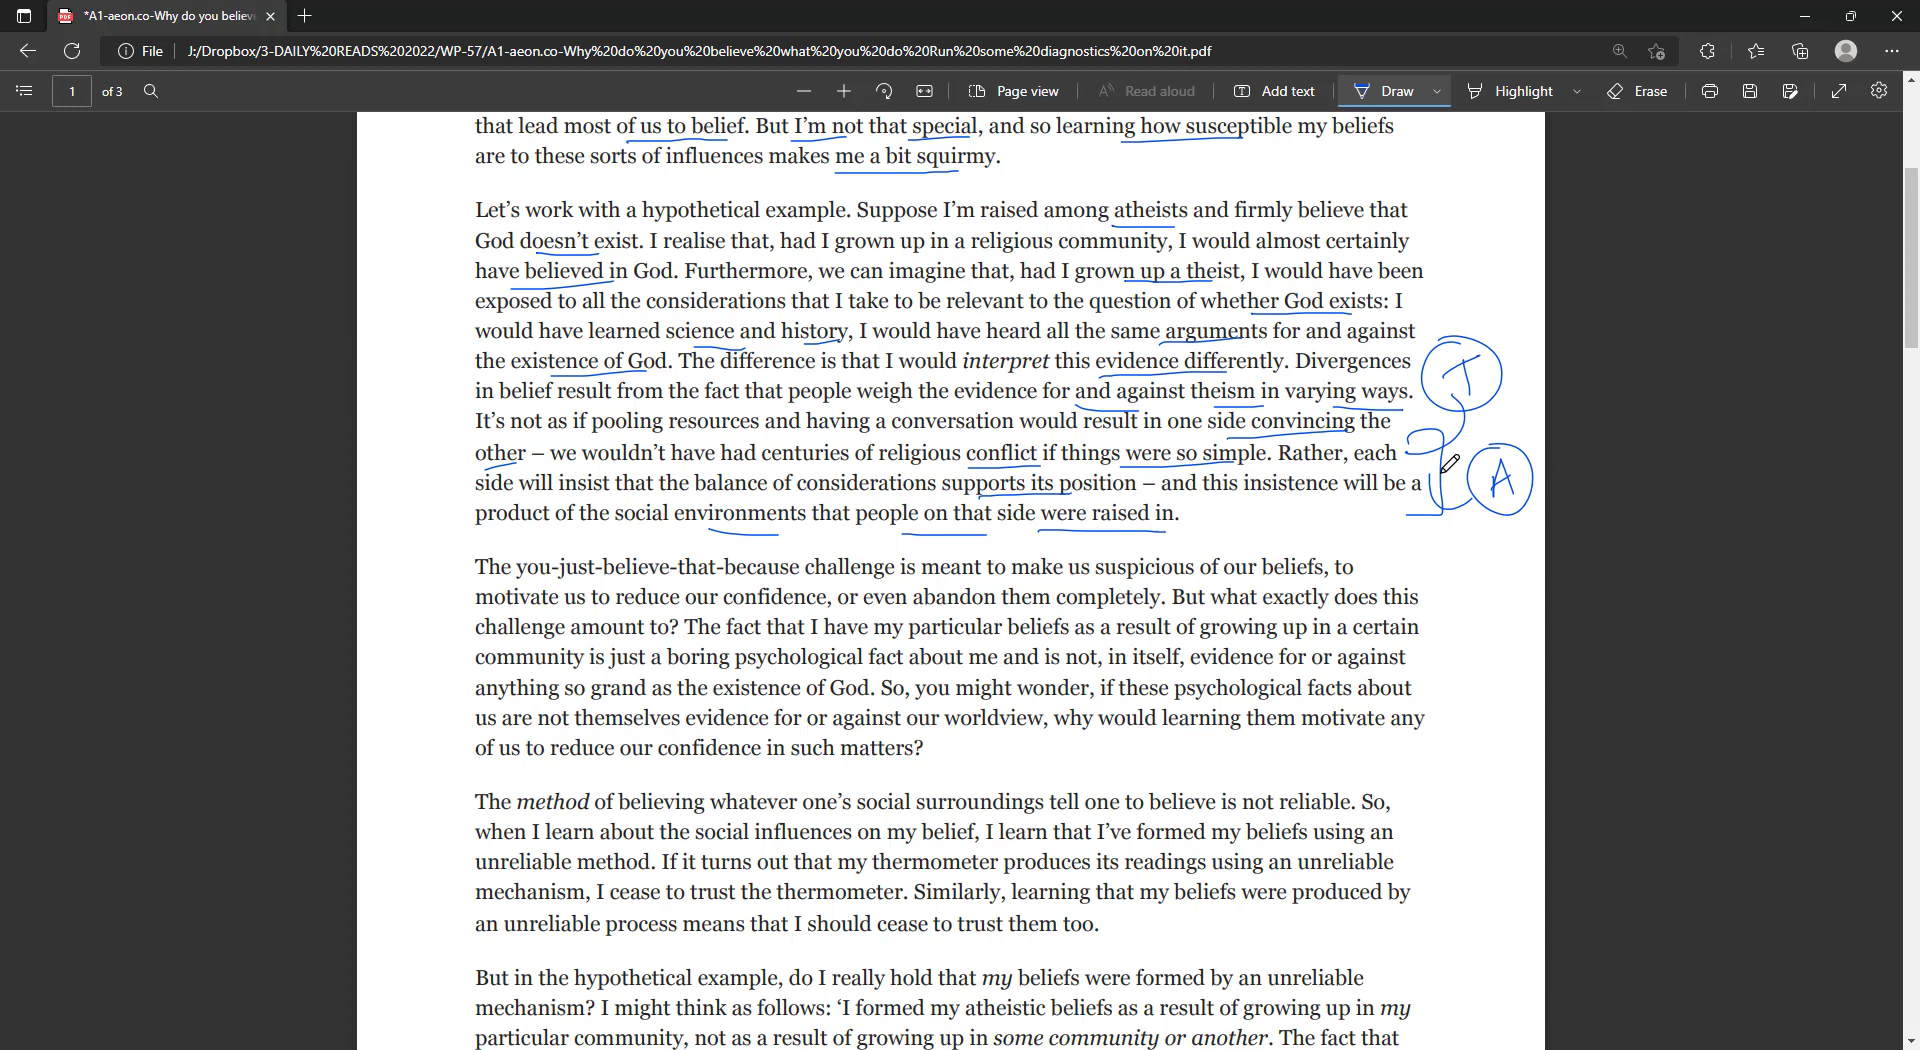 *A1-aeon.co-Why do you believ
File
J:/Dropbox/3-DAILY%20READS%202022/WP-57/A1-aeon.co-Why%20do%20you%20believe%20what%20you%20do%20Run%20some%20diagnostics%20on%20it.pdf
1 of 3
Page view
Read aloud
Add text
Draw
Highlight
Erase
that lead most of us to belief. But I’m not that special, and so learning how susceptible my beliefs
are to these sorts of influences makes me a bit squirmy.
Let’s work with a hypothetical example. Suppose I’m raised among atheists and firmly believe that
God doesn’t exist. I realise that, had I grown up in a religious community, I would almost certainly
have believed in God. Furthermore, we can imagine that, had I grown up a theist, I would have been
exposed to all the considerations that I take to be relevant to the question of whether God exists: I
would have learned science and history, I would have heard all the same arguments for and against
the existence of God. The difference is that I would interpret this evidence differently. Divergences
in belief result from the fact that people weigh the evidence for and against theism in varying ways.
It’s not as if pooling resources and having a conversation would result in one side convincing the
other – we wouldn’t have had centuries of religious conflict if things were so simple. Rather, each
side will insist that the balance of considerations supports its position – and this insistence will be a
product of the social environments that people on that side were raised in.
T
A
The you-just-believe-that-because challenge is meant to make us suspicious of our beliefs, to
motivate us to reduce our confidence, or even abandon them completely. But what exactly does this
challenge amount to? The fact that I have my particular beliefs as a result of growing up in a certain
community is just a boring psychological fact about me and is not, in itself, evidence for or against
anything so grand as the existence of God. So, you might wonder, if these psychological facts about
us are not themselves evidence for or against our worldview, why would learning them motivate any
of us to reduce our confidence in such matters?
The method of believing whatever one’s social surroundings tell one to believe is not reliable. So,
when I learn about the social influences on my belief, I learn that I’ve formed my beliefs using an
unreliable method. If it turns out that my thermometer produces its readings using an unreliable
mechanism, I cease to trust the thermometer. Similarly, learning that my beliefs were produced by
an unreliable process means that I should cease to trust them too.
But in the hypothetical example, do I really hold that my beliefs were formed by an unreliable
mechanism? I might think as follows: ‘I formed my atheistic beliefs as a result of growing up in my
particular community, not as a result of growing up in some community or another. The fact that